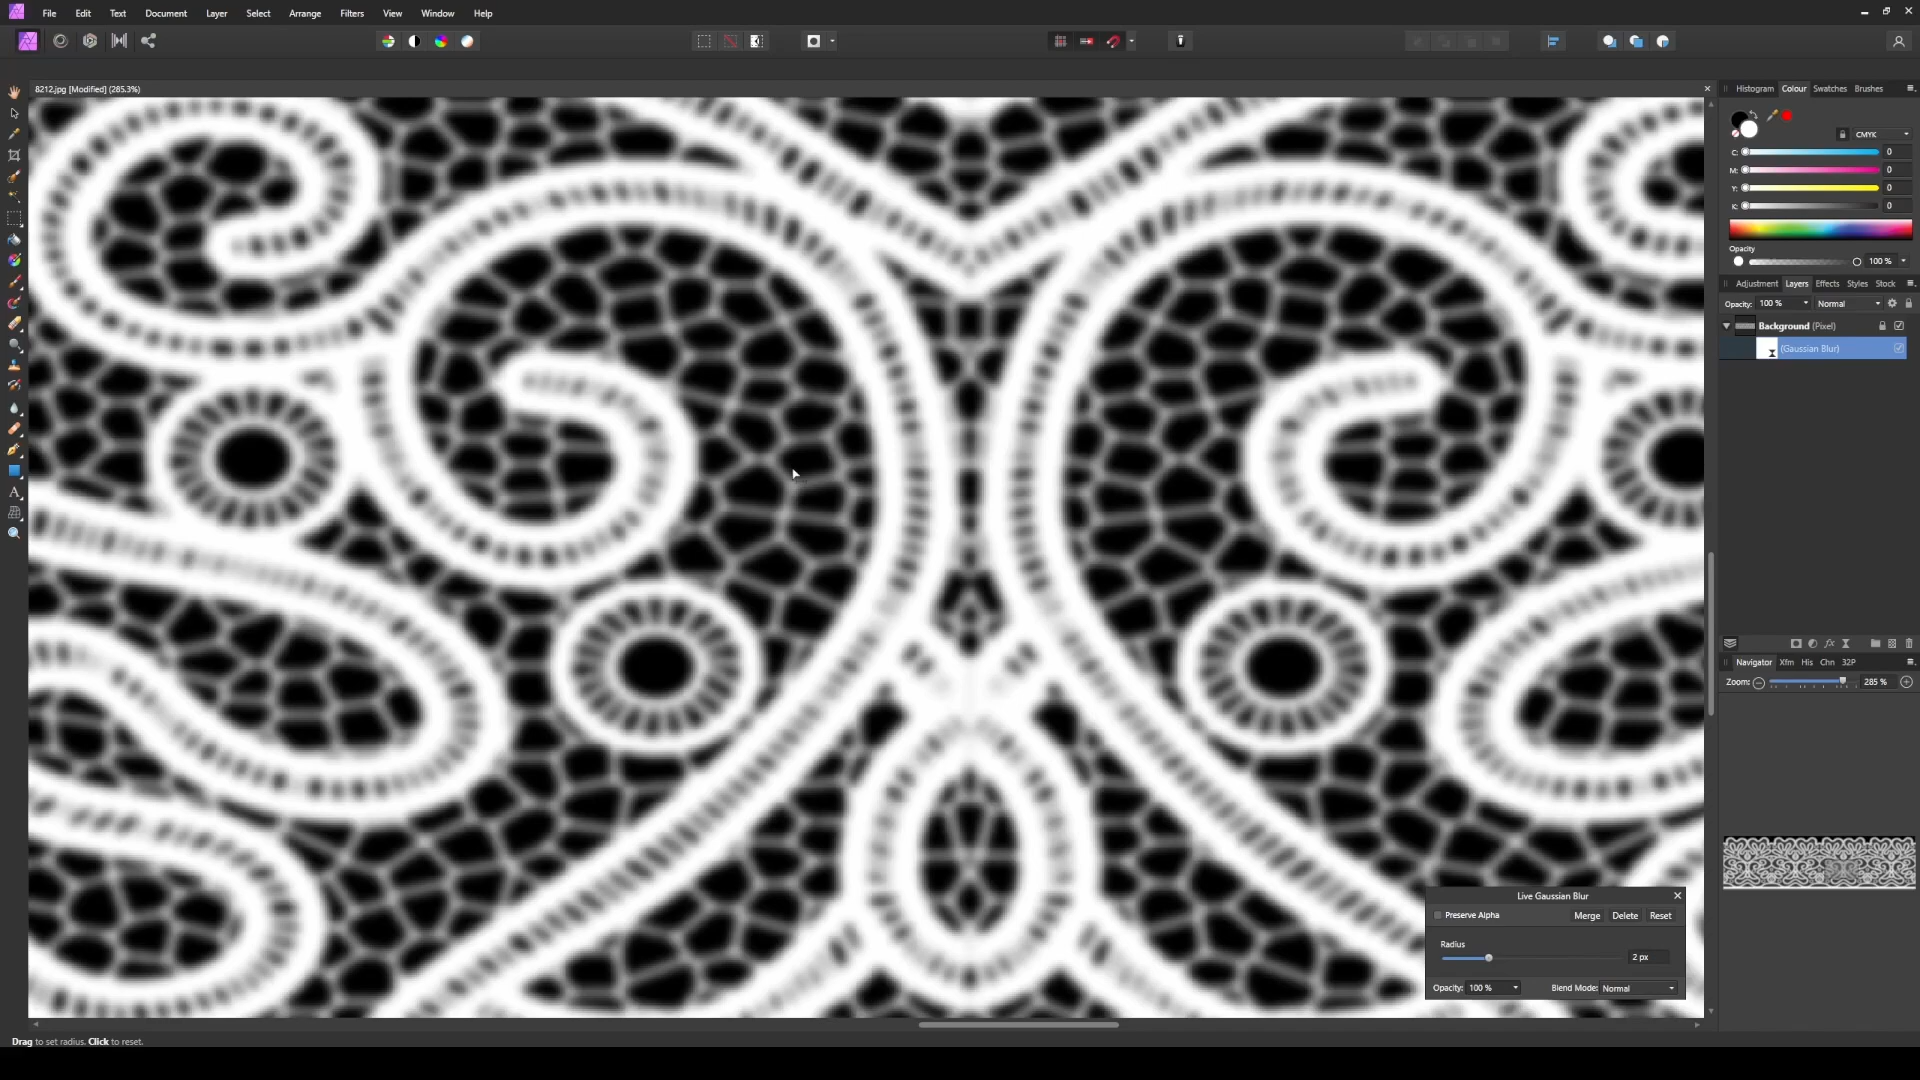 File Edit Text Document Layer Select Arrange Filters View Window Help
8212.jpg [Modified] (285.3%)
Histogram Colour Swatches Brushes
CMYK
C: 0
M: 0
Y: 0
K: 0
Opacity
100 %
Adjustment Layers Effects Styles Stock
Opacity: 100 % Normal
Background (Pixel)
(Gaussian Blur)
Navigator Xfm His Chn 32P
Zoom: 285 %
Live Gaussian Blur
Preserve Alpha Merge Delete Reset
Radius
2 px
Opacity: 100 % Blend Mode: Normal
Drag to set radius. Click to reset.